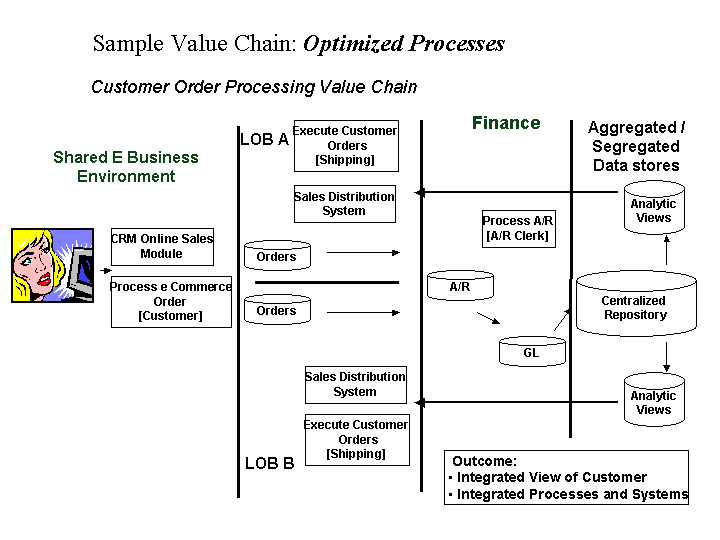 Sample Value Chain: Optimized Processes
Customer Order Processing Value Chain
Shared E Business
Environment
LOB A
Execute Customer
Orders
[Shipping]
Finance
Aggregated /
Segregated
Data stores
Sales Distribution
System
Process A/R
[A/R Clerk]
Analytic
Views
CRM Online Sales
Module
Orders
Process e Commerce
Order
[Customer]
Orders
A/R
Centralized
Repository
GL
Sales Distribution
System
Analytic
Views
Execute Customer
Orders
[Shipping]
LOB B
Outcome:
• Integrated View of Customer
• Integrated Processes and Systems